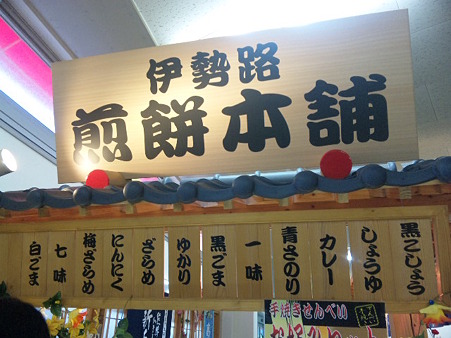 伊勢路
煎餅本舗
黒こしょう
しょうゆ
カレー
青さのり
一味
黒ごま
ゆかり
ざらめ
にんにく
梅ざらめ
七味
白ごま
手焼きせんべい